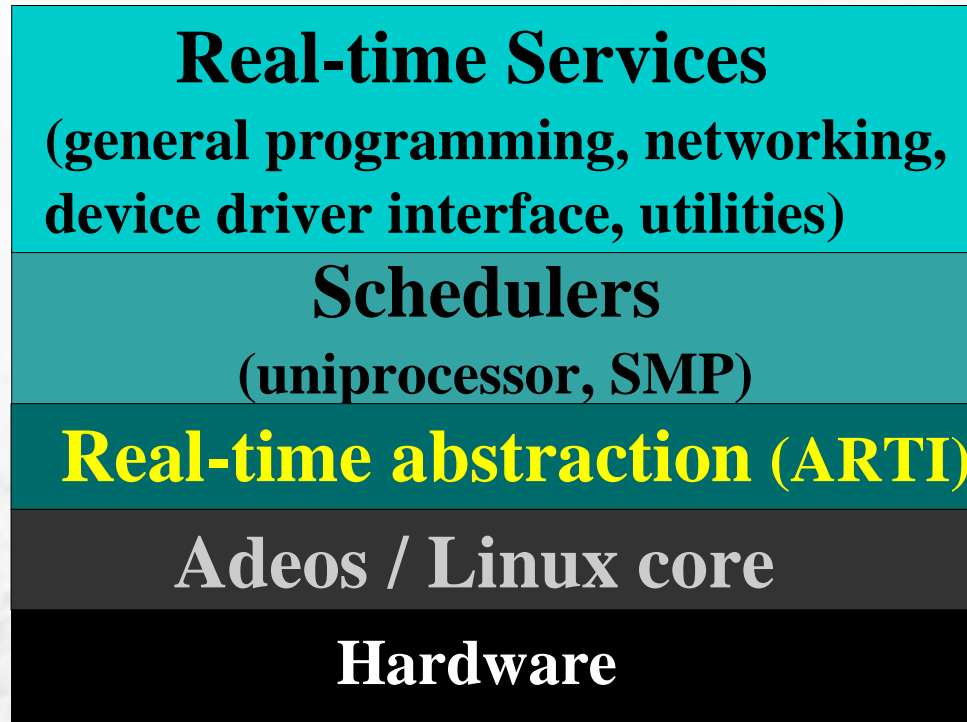 Real-time Services
(general programming, networking,
device driver interface, utilities)
Schedulers
(uniprocessor, SMP)
Real-time abstraction (ARTI)
Adeos / Linux core
Hardware